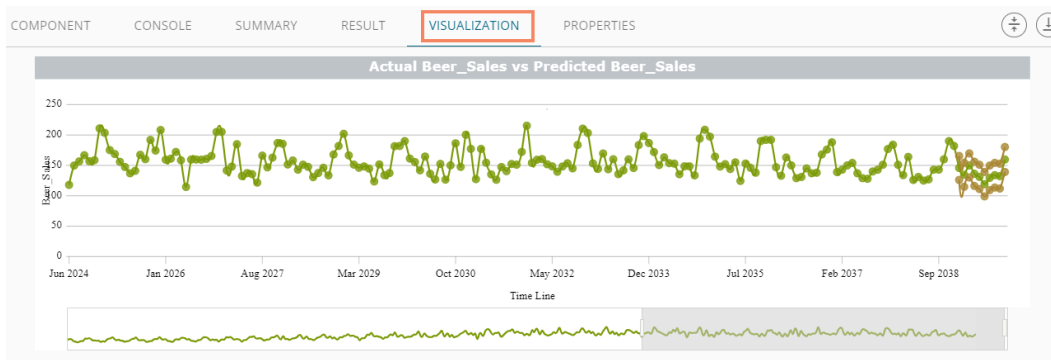 COMPONENT CONSOLE SUMMARY RESULT VISUALIZATION PROPERTIES
Actual Beer_Sales vs Predicted Beer_Sales
250
200
150
100
50
0
Beer_Sales
Jun 2024 Jan 2026 Aug 2027 Mar 2029 Oct 2030 May 2032 Dec 2033 Jul 2035 Feb 2037 Sep 2038
Time Line